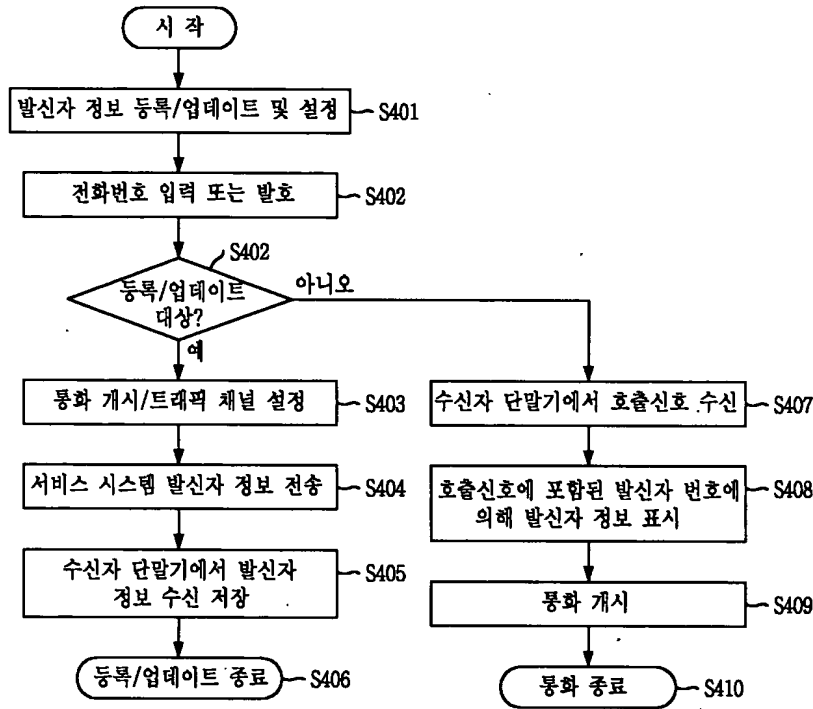 시 작
발신자 정보 등록/업데이트 및 설정
S401
전화번호 입력 또는 발호
S402
S402
등록/업데이트
대상?
아니오
예
통화 개시/트래픽 채널 설정
S403
수신자 단말기에서 호출신호 수신
S407
서비스 시스템 발신자 정보 전송
S404
호출신호에 포함된 발신자 번호에
의해 발신자 정보 표시
S408
수신자 단말기에서 발신자
정보 수신 저장
S405
통화 개시
S409
등록/업데이트 종료
S406
통화 종료
S410